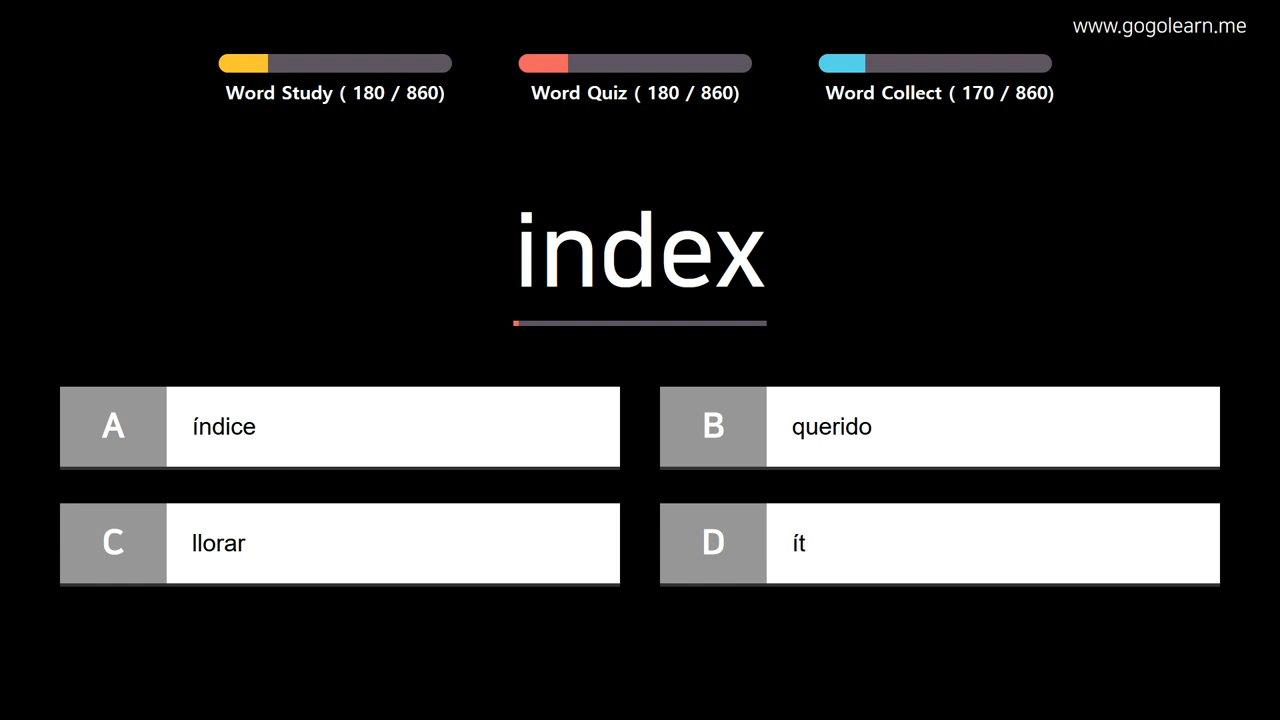 www.gogolearn.me
Word Study ( 180 / 860)
Word Quiz ( 180 / 860)
Word Collect ( 170 / 860)
index
A
índice
B
querido
C
llorar
D
ít